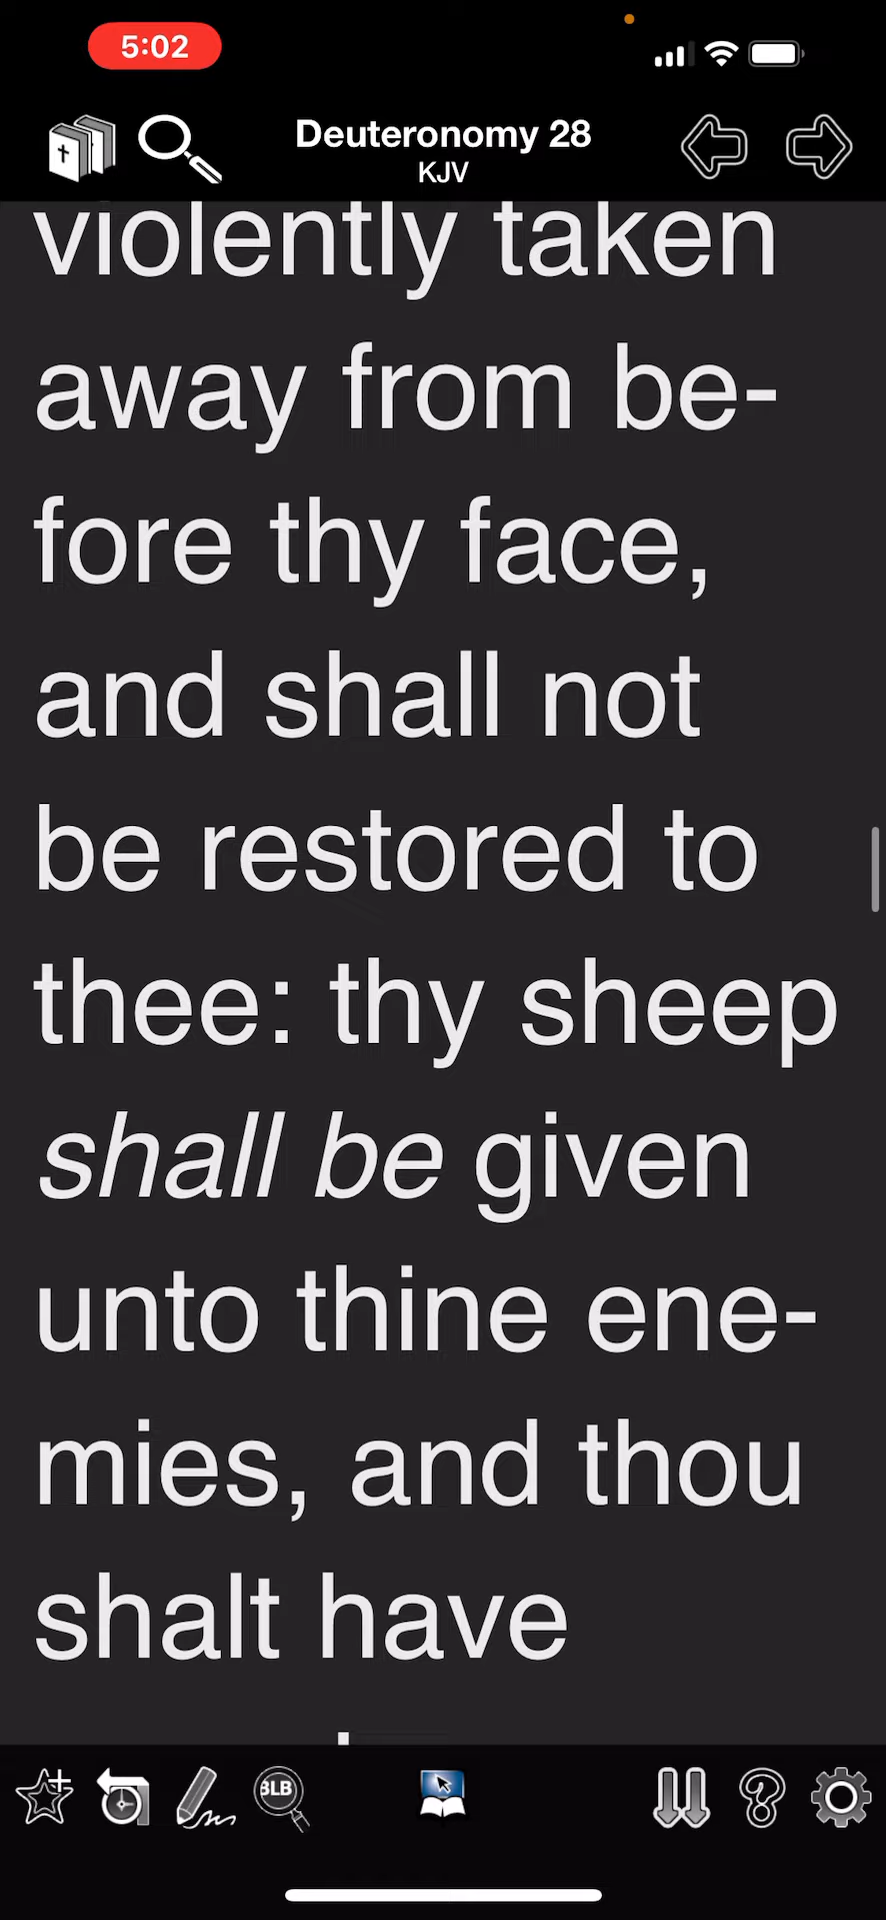 5:02
Deuteronomy 28
KJV
violently taken
away from be-
fore thy face,
and shall not
be restored to
thee: thy sheep
shall be given
unto thine ene-
mies, and thou
shalt have
BLB